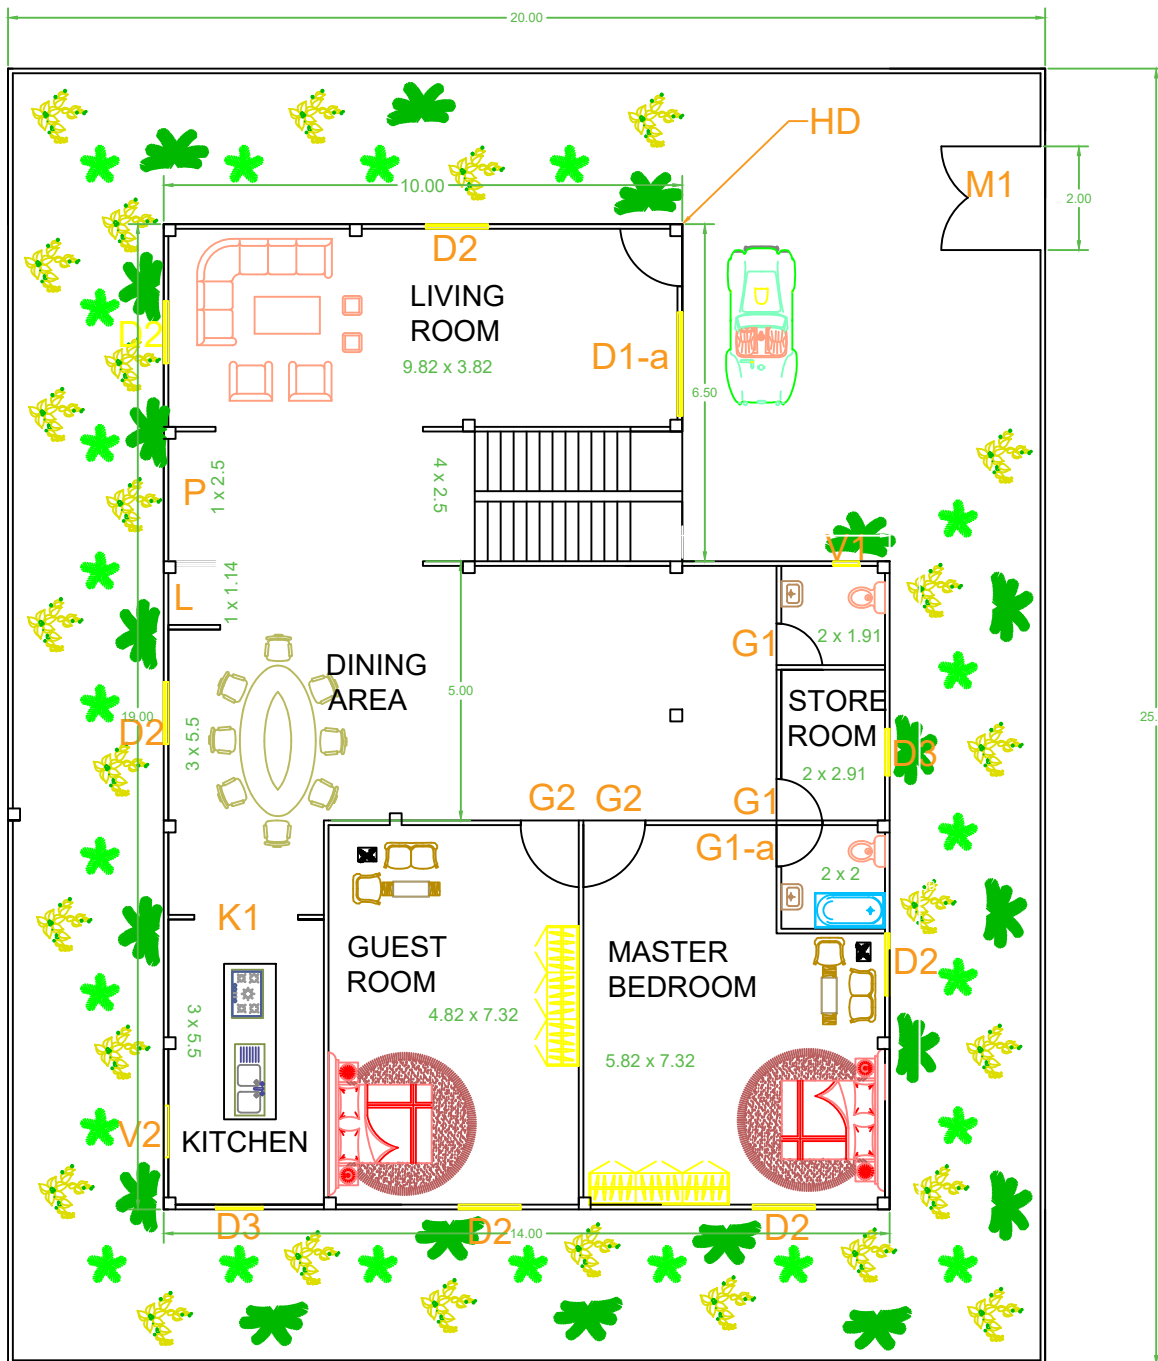 20.00
HD
M1
2.00
10.00
D2
LIVING
ROOM
9.82 x 3.82
D2
D1-a
6.50
P
1 x 2.5
4 x 2.5
L
1 x 1.14
V1
2 x 1.91
G1
DINING
AREA
5.00
STORE
ROOM
2 x 2.91
D3
19.00
D2
3 x 5.5
25.
G2
G2
G1
G1-a
2 x 2
K1
GUEST
ROOM
4.82 x 7.32
MASTER
BEDROOM
5.82 x 7.32
D2
3 x 5.5
V2
KITCHEN
D3
D2
14.00
D2